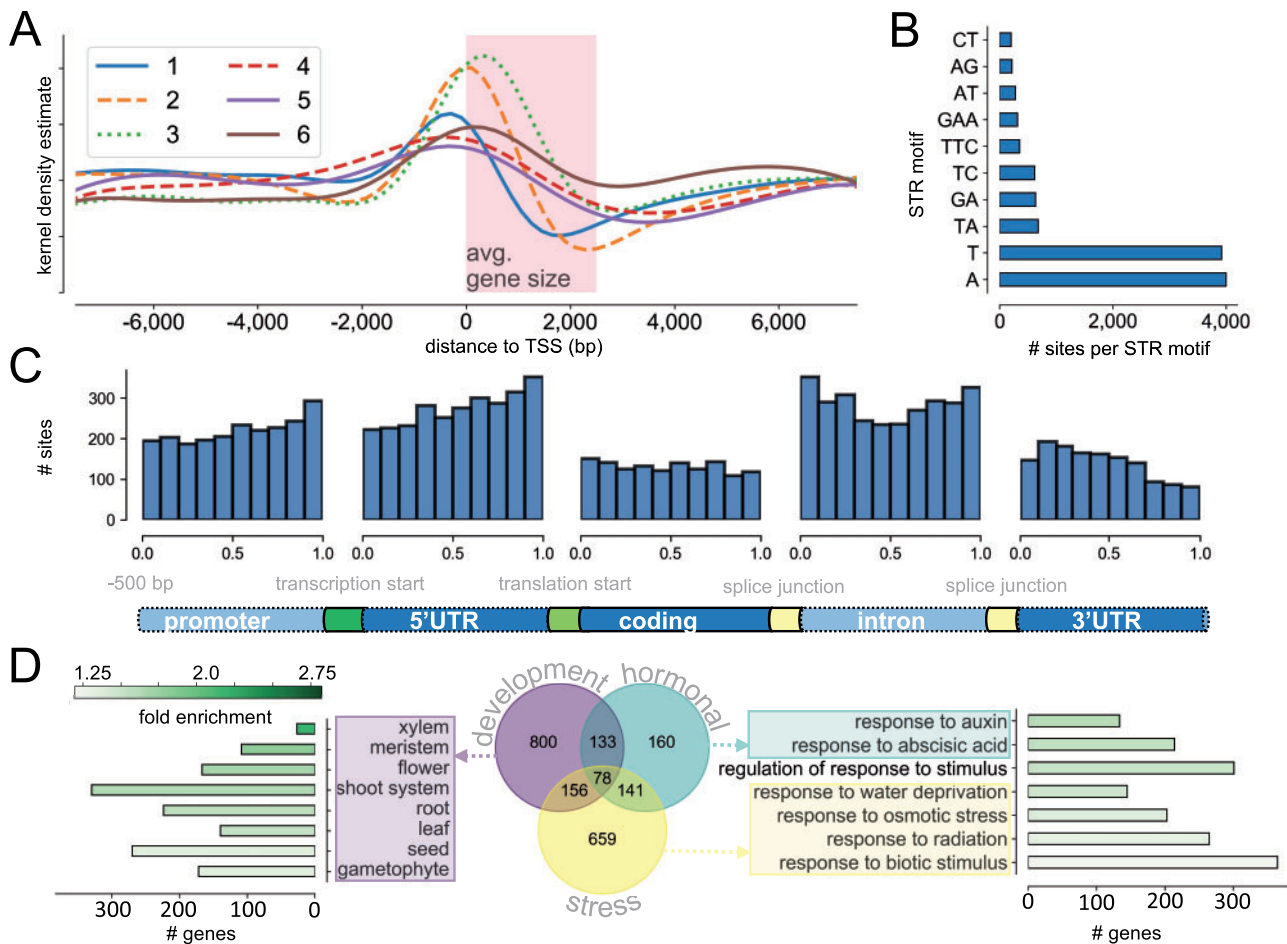 A
1 4
2 5
3 6
kernel density estimate
avg.
gene size
-6,000 -4,000 -2,000 0 2,000 4,000 6,000
distance to TSS (bp)
B
STR motif
CT
AG
AT
GAA
TTC
TC
GA
TA
T
A
0 2,000 4,000
# sites per STR motif
C
# sites
300
200
100
0
0.0 0.5 1.0 0.0 0.5 1.0 0.0 0.5 1.0 0.0 0.5 1.0 0.0 0.5 1.0
-500 bp transcription start translation start splice junction splice junction
promoter 5'UTR coding intron 3'UTR
D
1.25 2.0 2.75
fold enrichment
xylem
meristem
flower
shoot system
root
leaf
seed
gametophyte
300 200 100 0
# genes
development hormonal
800 133 160
78
156 141
659
stress
response to auxin
response to abscisic acid
regulation of response to stimulus
response to water deprivation
response to osmotic stress
response to radiation
response to biotic stimulus
0 100 200 300
# genes